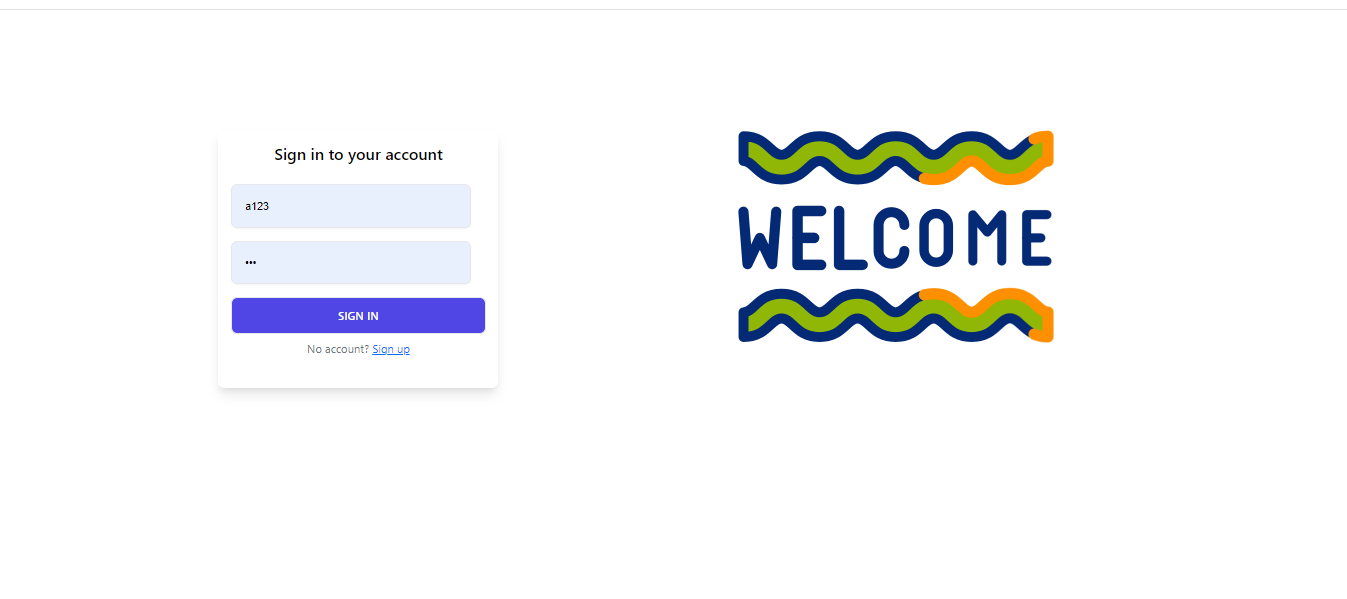 Sign in to your account
a123
•••
SIGN IN
No account? Sign up
WELCOME